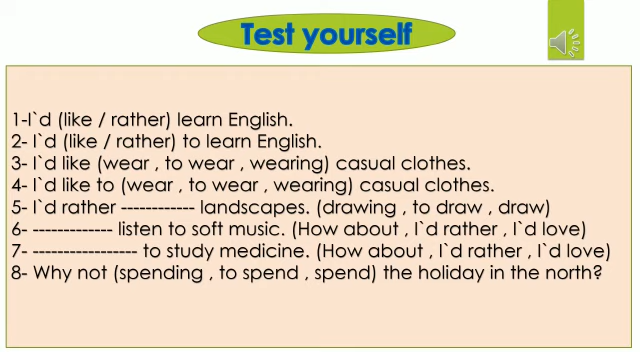 Test yourself
1-I`d (like / rather) learn English.
2- I`d (like / rather) to learn English.
3- I`d like (wear , to wear , wearing) casual clothes.
4- I`d like to (wear , to wear , wearing) casual clothes.
5- I`d rather ------------ landscapes. (drawing , to draw , draw)
6- ------------- listen to soft music. (How about , I`d rather , I`d love)
7- ----------------- to study medicine. (How about , I`d rather , I`d love)
8- Why not (spending , to spend , spend) the holiday in the north?